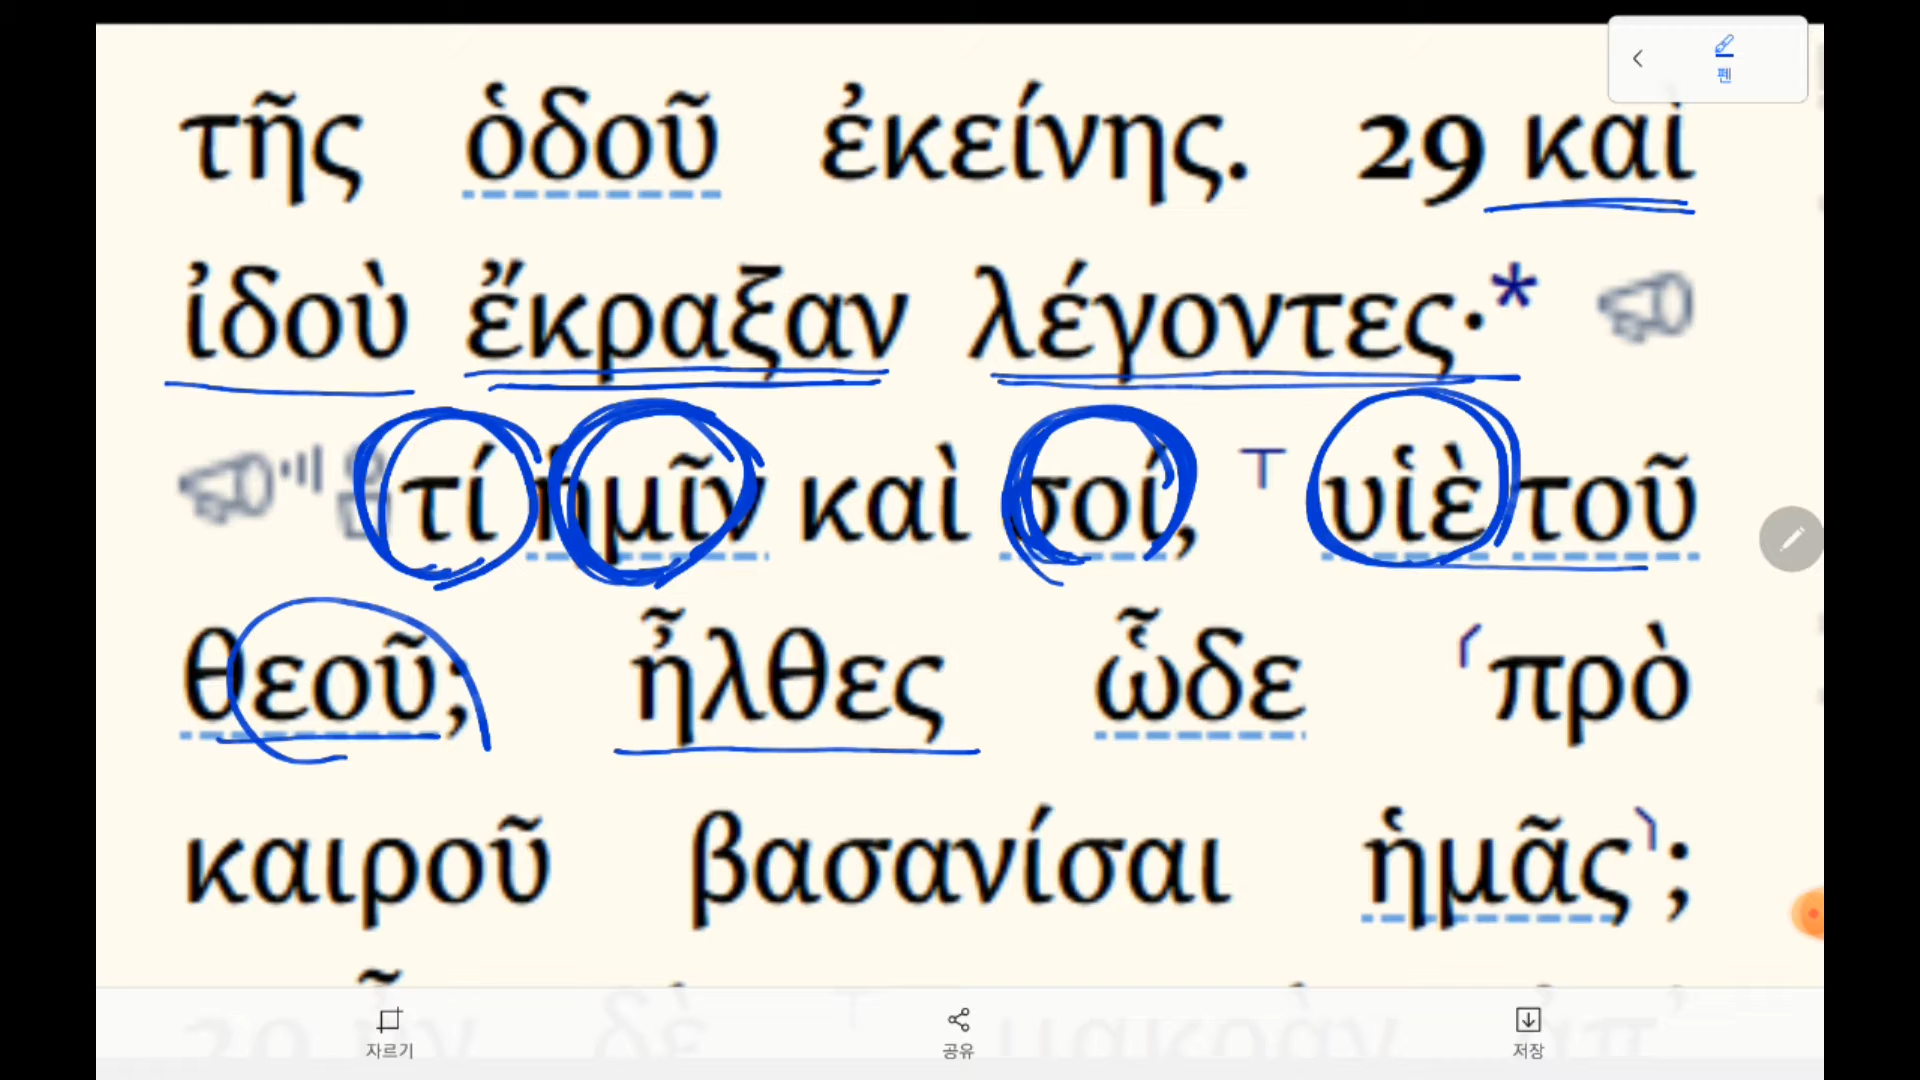 펜
τῆς ὁδοῦ ἐκείνης. 29 καὶ
ἰδοὺ ἔκραξαν λέγοντες·*
τί ἡμῖν καὶ σοί, ⸆ υἱὲ τοῦ
θεοῦ; ἦλθες ὧδε ⸂πρὸ
καιροῦ βασανίσαι ἡμᾶς⸃;
자르기 공유 저장